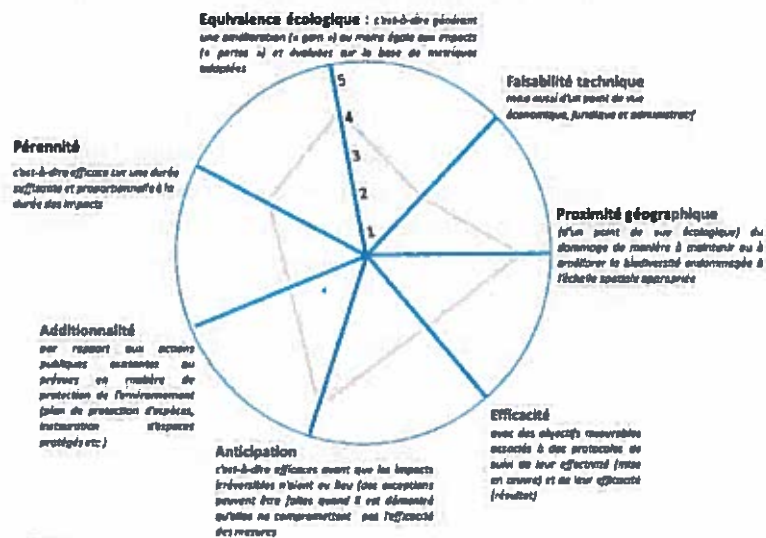 Equivalence écologique : c'est-à-dire générant
une amélioration (« gain ») au moins égale aux impacts
(« pertes ») et évaluées sur la base de métriques
adaptées
Faisabilité technique
mais aussi d'un point de vue
économique, juridique et administratif
Pérennité
c'est-à-dire efficace sur une durée
suffisante et proportionnelle à la
durée des impacts
5
4
3
2
1
Proximité géographique
(d'un point de vue écologique) du
dommage de manière à maintenir ou à
améliorer la biodiversité endommagée à
l'échelle spatiale appropriée
Additionnalité
par rapport aux actions
publiques existantes ou
prévues en matière de
protection de l'environnement
(plan de protection d'espèces,
instauration d'espaces
protégés etc)
Efficacité
avec des objectifs mesurables
associés à des protocoles de
suivi de leur effectivité (mise
en œuvre) et de leur efficacité
(résultat)
Anticipation
c'est-à-dire efficaces avant que les impacts
irréversibles n'aient eu lieu (des exceptions
peuvent être faites quand il est démontré
qu'elles ne compromettent pas l'efficacité
des mesures